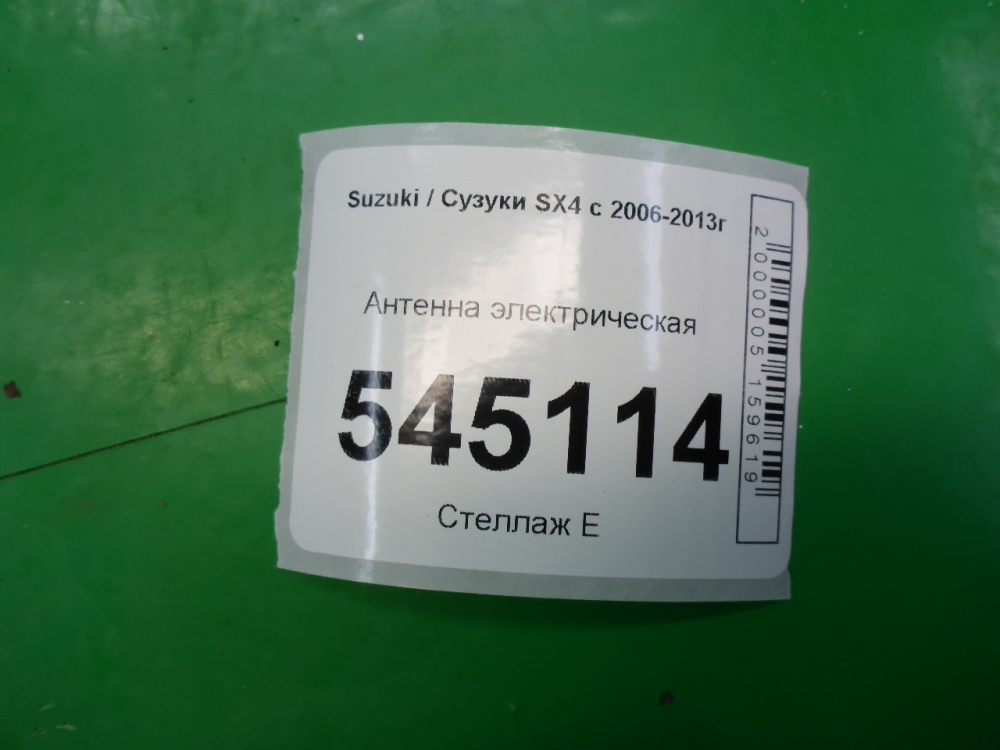 Suzuki / Сузуки SX4 с 2006-2013г
Антенна электрическая
545114
Стеллаж Е
2000005159619